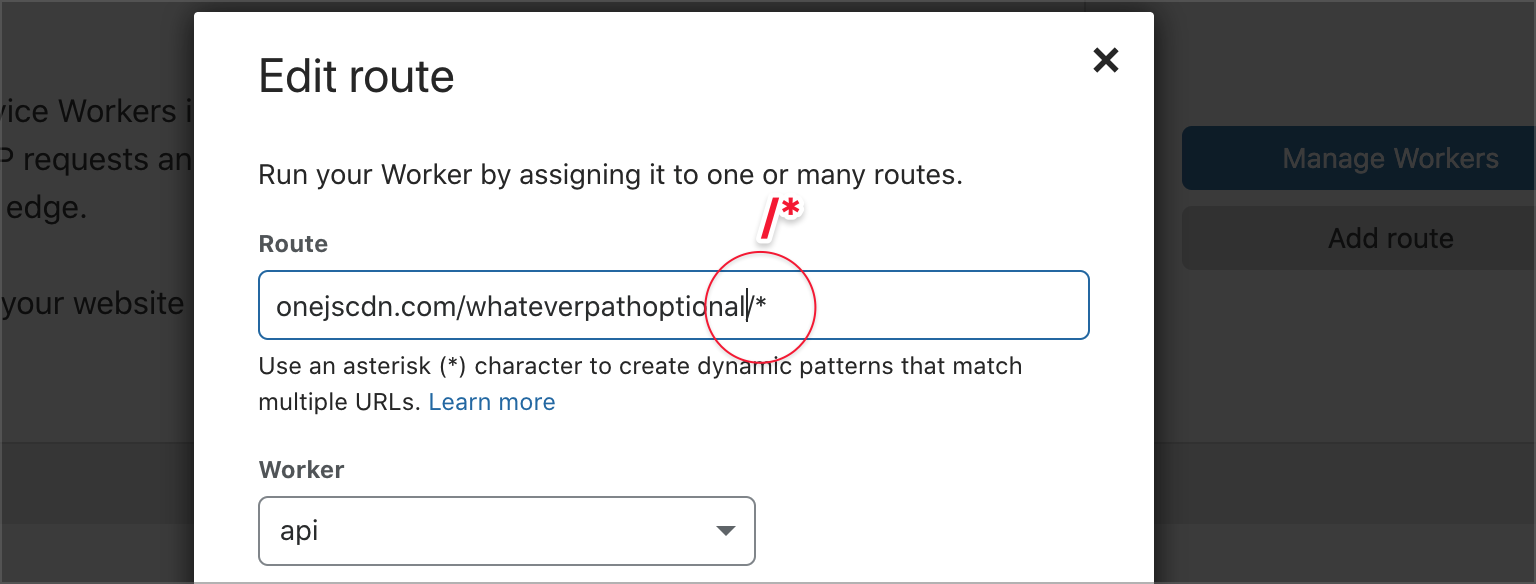 Edit route
vice Workers i
P requests an
edge.
your website
Manage Workers
Add route
Run your Worker by assigning it to one or many routes.
/*
Route
onejscdn.com/whateverpathoptional/*
Use an asterisk (*) character to create dynamic patterns that match
multiple URLs. Learn more
Worker
api